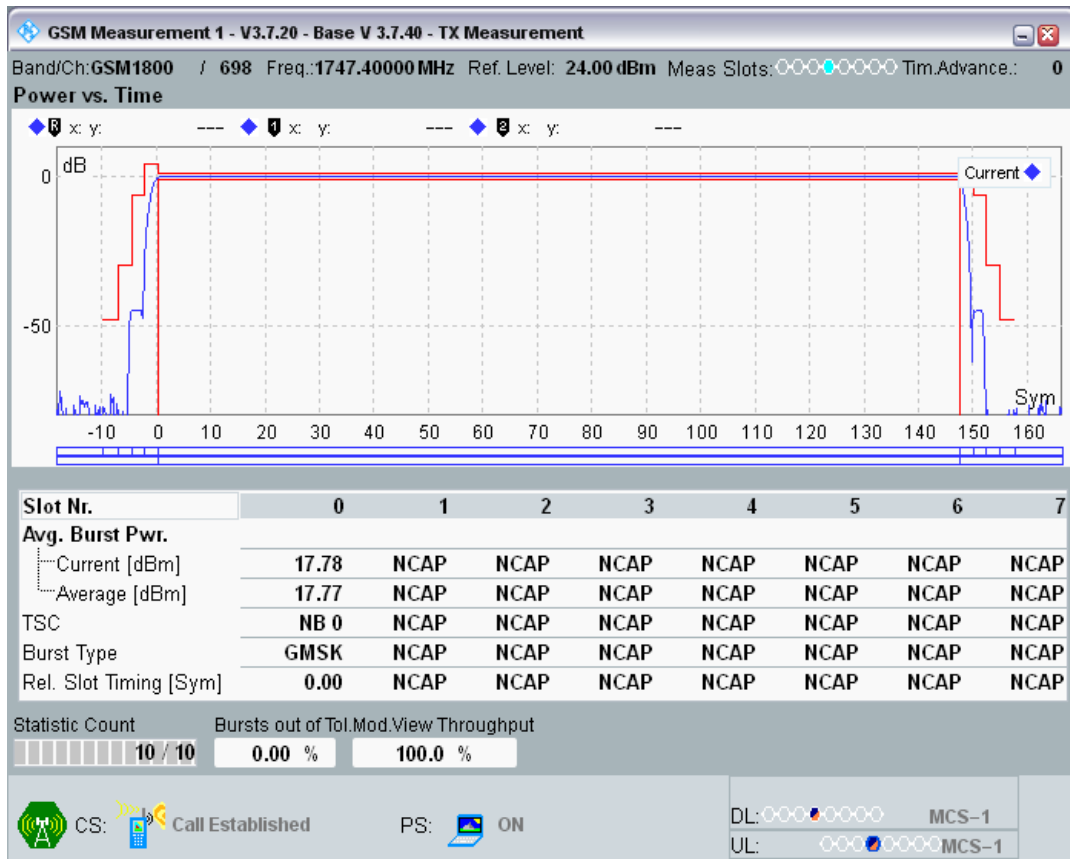 GSM Measurement 1 - V3.7.20 - Base V 3.7.40 - TX Measurement
Band/Ch:GSM1800 / 698 Freq.:1747.40000 MHz Ref. Level: 24.00 dBm Meas Slots: Tim.Advance.: 0
Power vs. Time
R x: y: --- 1 x: y: --- 2 x: y: ---
dB
Current
0
-50
Sym
-10 0 10 20 30 40 50 60 70 80 90 100 110 120 130 140 150 160
Slot Nr. 0 1 2 3 4 5 6 7
Avg. Burst Pwr.
Current [dBm] 17.78 NCAP NCAP NCAP NCAP NCAP NCAP NCAP
Average [dBm] 17.77 NCAP NCAP NCAP NCAP NCAP NCAP NCAP
TSC NB 0 NCAP NCAP NCAP NCAP NCAP NCAP NCAP
Burst Type GMSK NCAP NCAP NCAP NCAP NCAP NCAP NCAP
Rel. Slot Timing [Sym] 0.00 NCAP NCAP NCAP NCAP NCAP NCAP NCAP
Statistic Count Bursts out of Tol.Mod.View Throughput
10 / 10 0.00 % 100.0 %
CS: Call Established PS: ON DL: MCS-1
UL: MCS-1